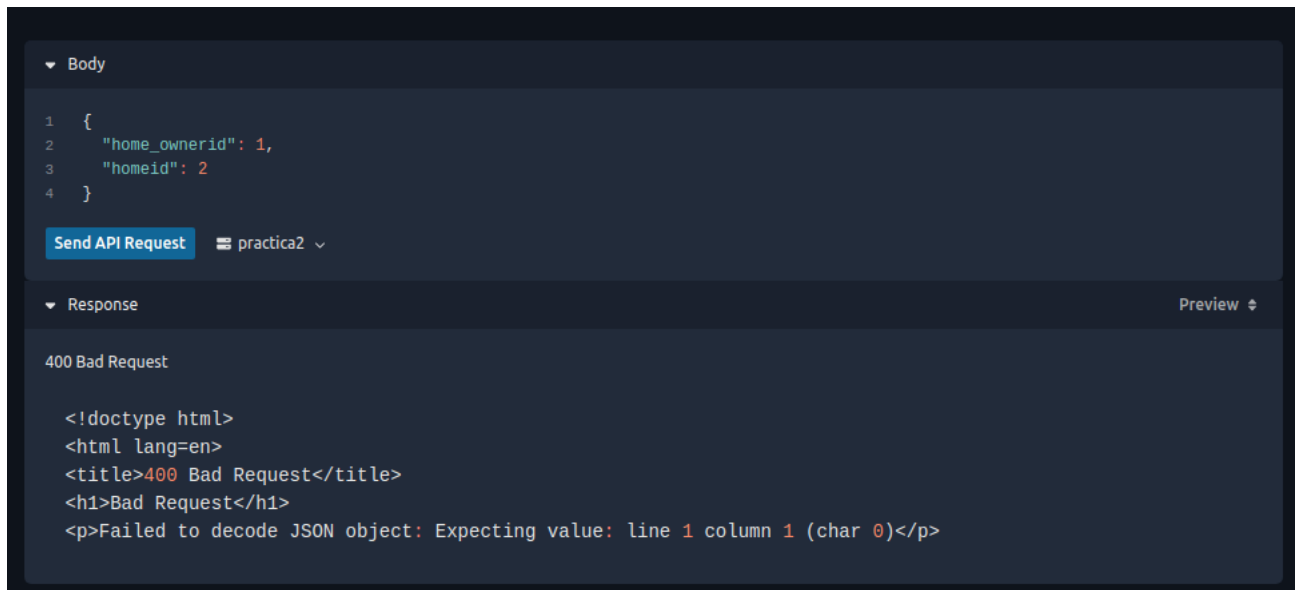 Body
1 {
2 "home_ownerid": 1,
3 "homeid": 2
4 }
Send API Request practica2
Response Preview
400 Bad Request
<!doctype html>
<html lang=en>
<title>400 Bad Request</title>
<h1>Bad Request</h1>
<p>Failed to decode JSON object: Expecting value: line 1 column 1 (char 0)</p>